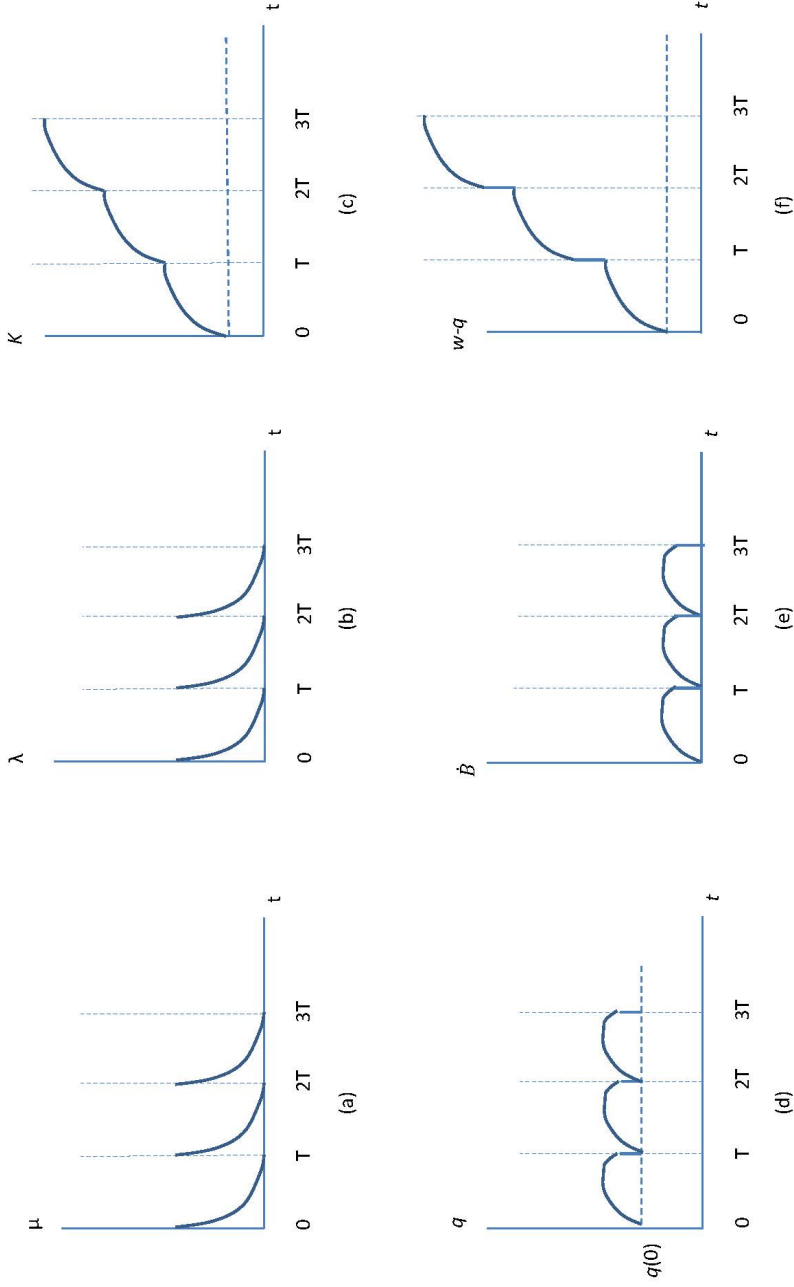 μ
t
0 T 2T 3T
(a)
λ
t
0 T 2T 3T
(b)
K
t
0 T 2T 3T
(c)
q
q(0)
t
0 T 2T 3T
(d)
Ḃ
t
0 T 2T 3T
(e)
w-q
t
0 T 2T 3T
(f)